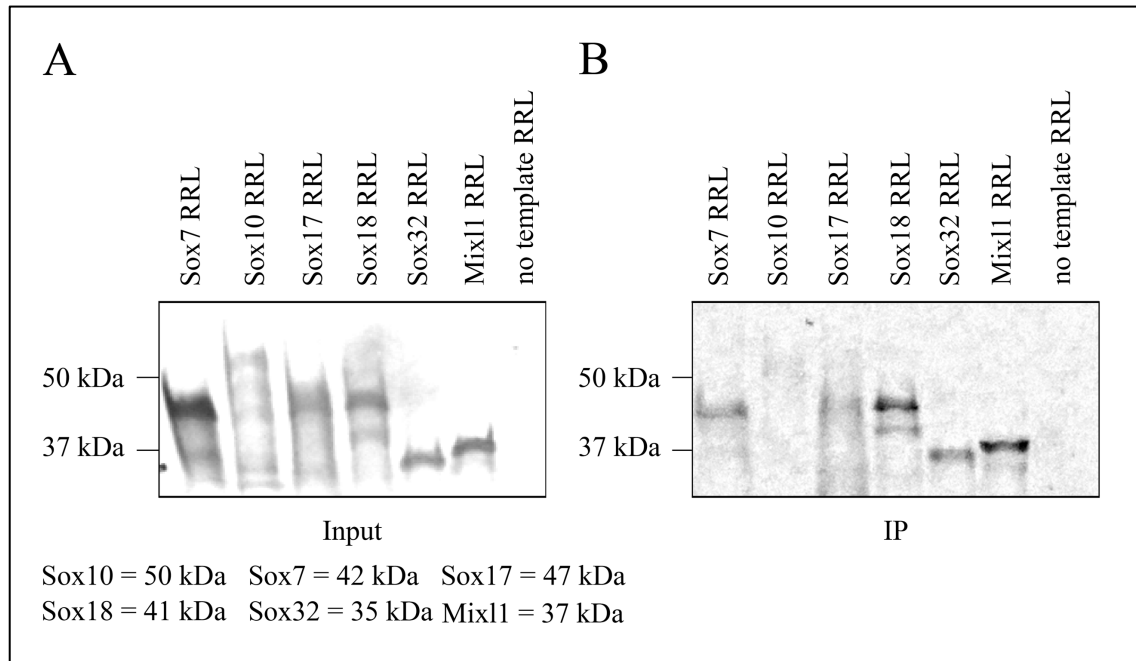 A
B
Sox7 RRL
Sox10 RRL
Sox17 RRL
Sox18 RRL
Sox32 RRL
Mixl1 RRL
no template RRL
Sox7 RRL
Sox10 RRL
Sox17 RRL
Sox18 RRL
Sox32 RRL
Mixl1 RRL
no template RRL
50 kDa
37 kDa
50 kDa
37 kDa
Input
IP
Sox10 = 50 kDa Sox7 = 42 kDa Sox17 = 47 kDa
Sox18 = 41 kDa Sox32 = 35 kDa Mixl1 = 37 kDa